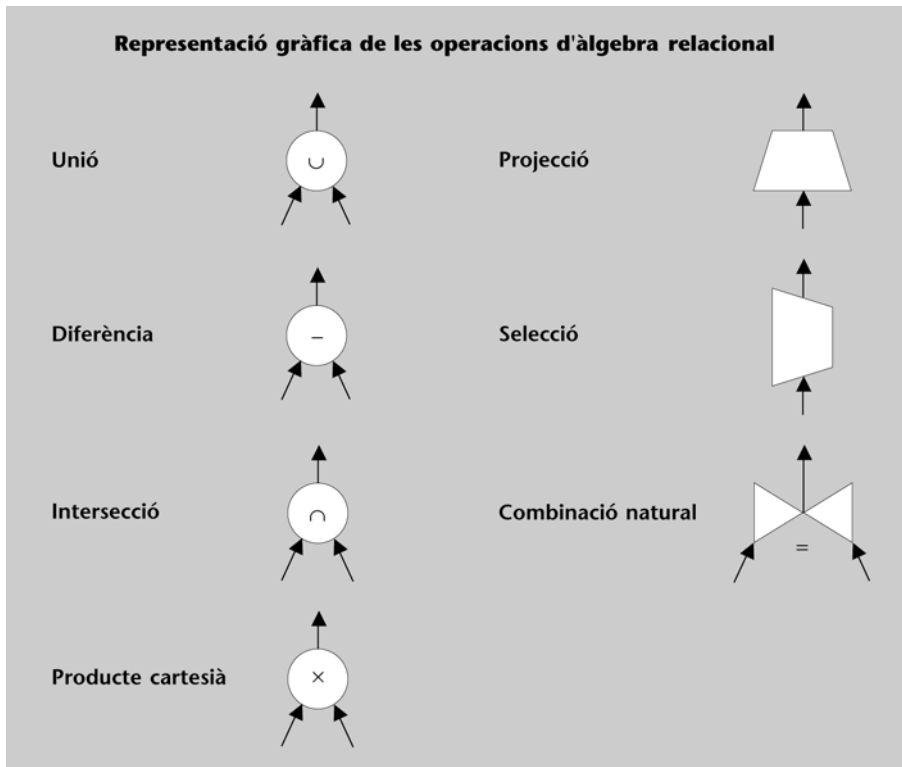 Representació gràfica de les operacions d'àlgebra relacional
Unió
∪
Projecció
Diferència
−
Selecció
Intersecció
∩
Combinació natural
=
Producte cartesià
×